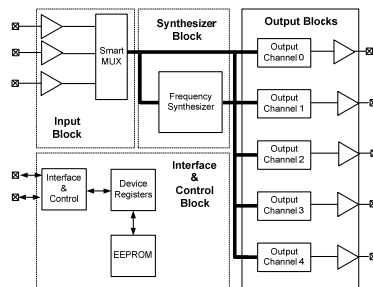 Synthesizer
Block
Output Blocks
Smart
MUX
Input
Block
Frequency
Synthesizer
Output
Channel 0
Output
Channel 1
Output
Channel 2
Output
Channel 3
Output
Channel 4
Interface
&
Control
Block
Interface
&
Control
Device
Registers
EEPROM